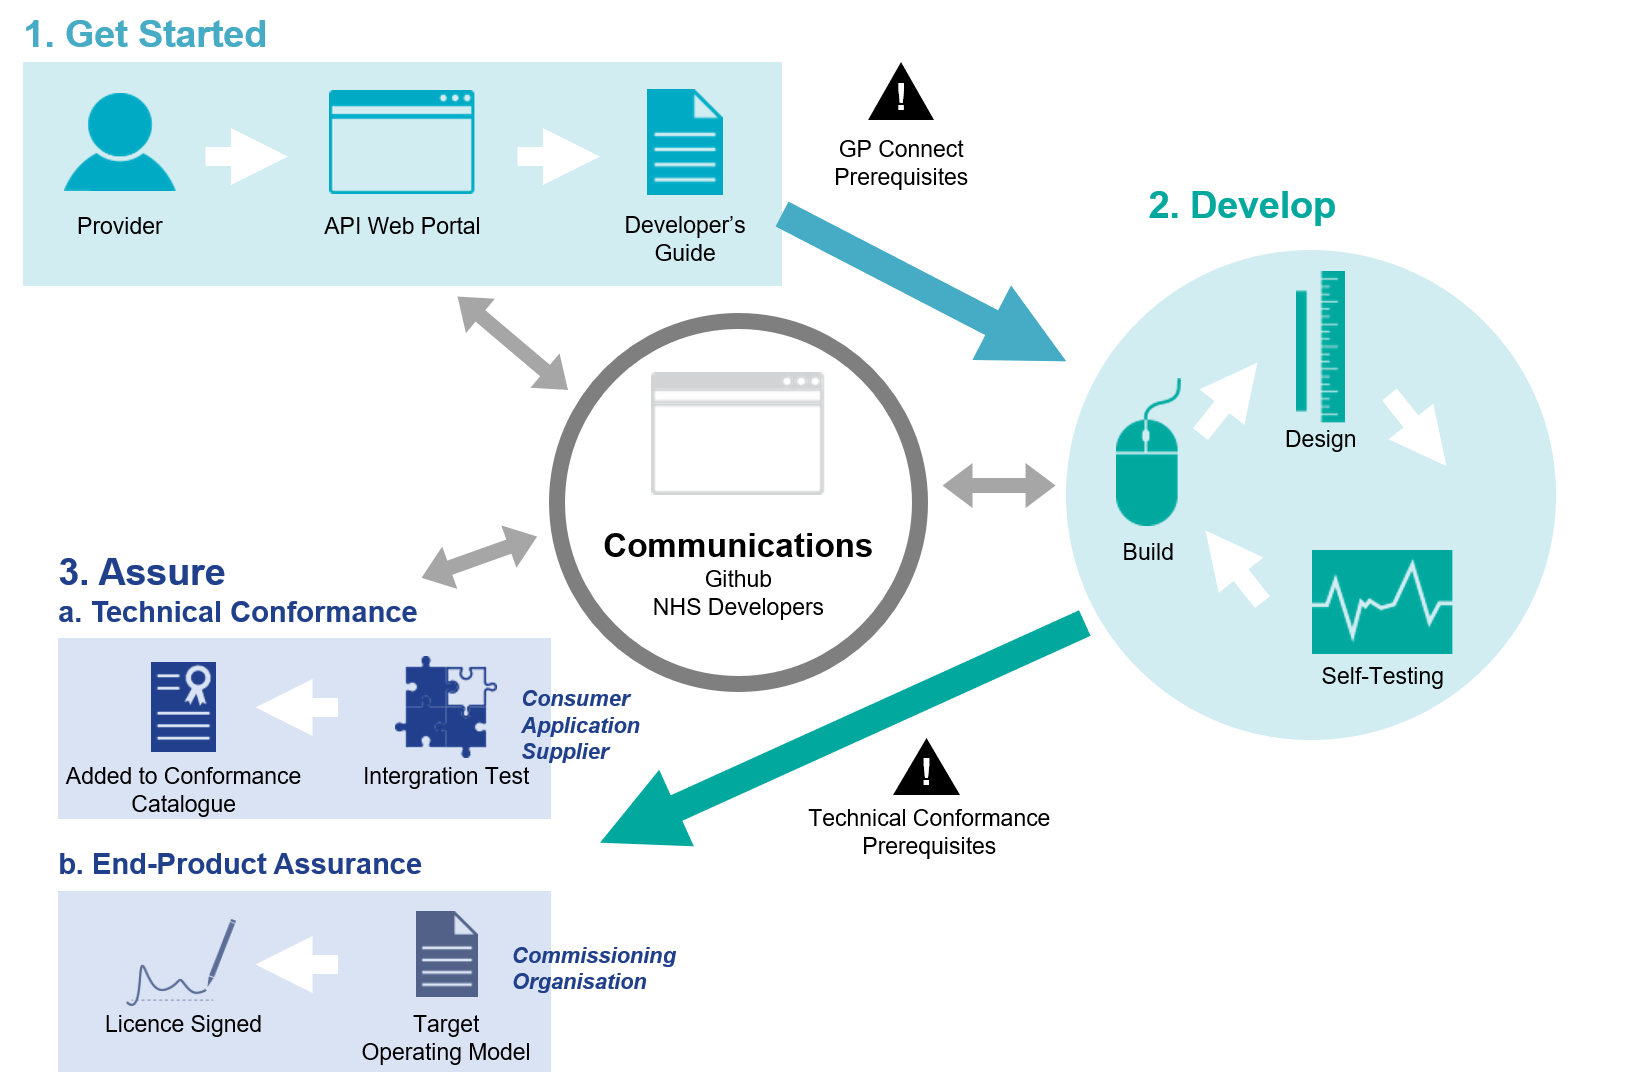 1. Get Started
Provider
API Web Portal
Developer’s
Guide
!
GP Connect
Prerequisites
2. Develop
Design
Build
Self-Testing
Communications
Github
NHS Developers
3. Assure
a. Technical Conformance
Added to Conformance
Catalogue
Intergration Test
Consumer
Application
Supplier
!
Technical Conformance
Prerequisites
b. End-Product Assurance
Licence Signed
Target
Operating Model
Commissioning
Organisation